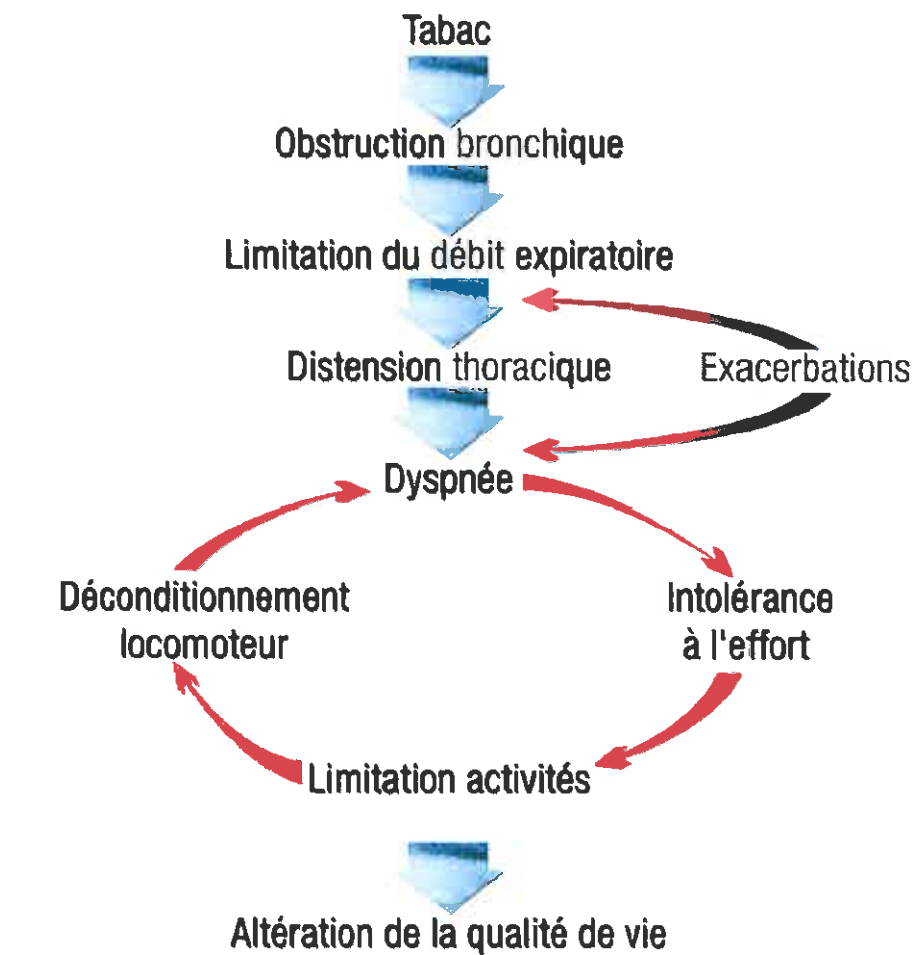 Tabac
Obstruction bronchique
Limitation du débit expiratoire
Distension thoracique
Exacerbations
Dyspnée
Déconditionnement
locomoteur
Intolérance
à l'effort
Limitation activités
Altération de la qualité de vie